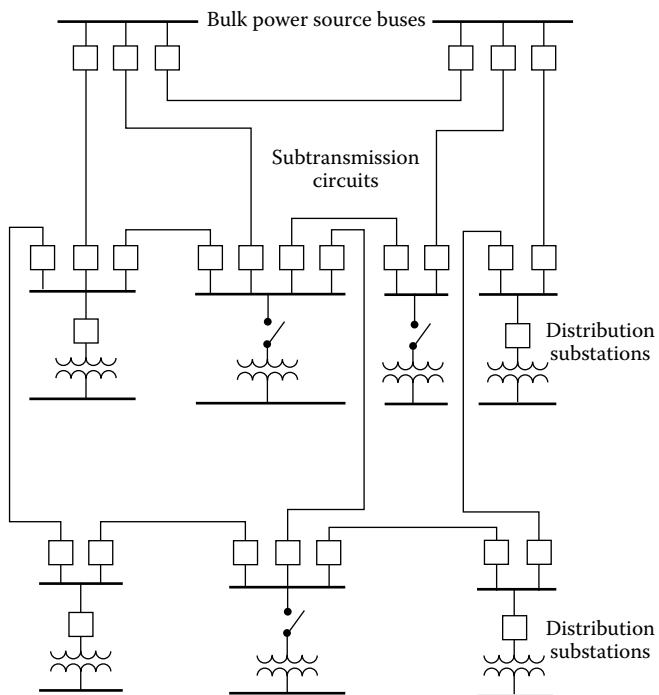 Bulk power source buses
Subtransmission
circuits
Distribution
substations
Distribution
substations